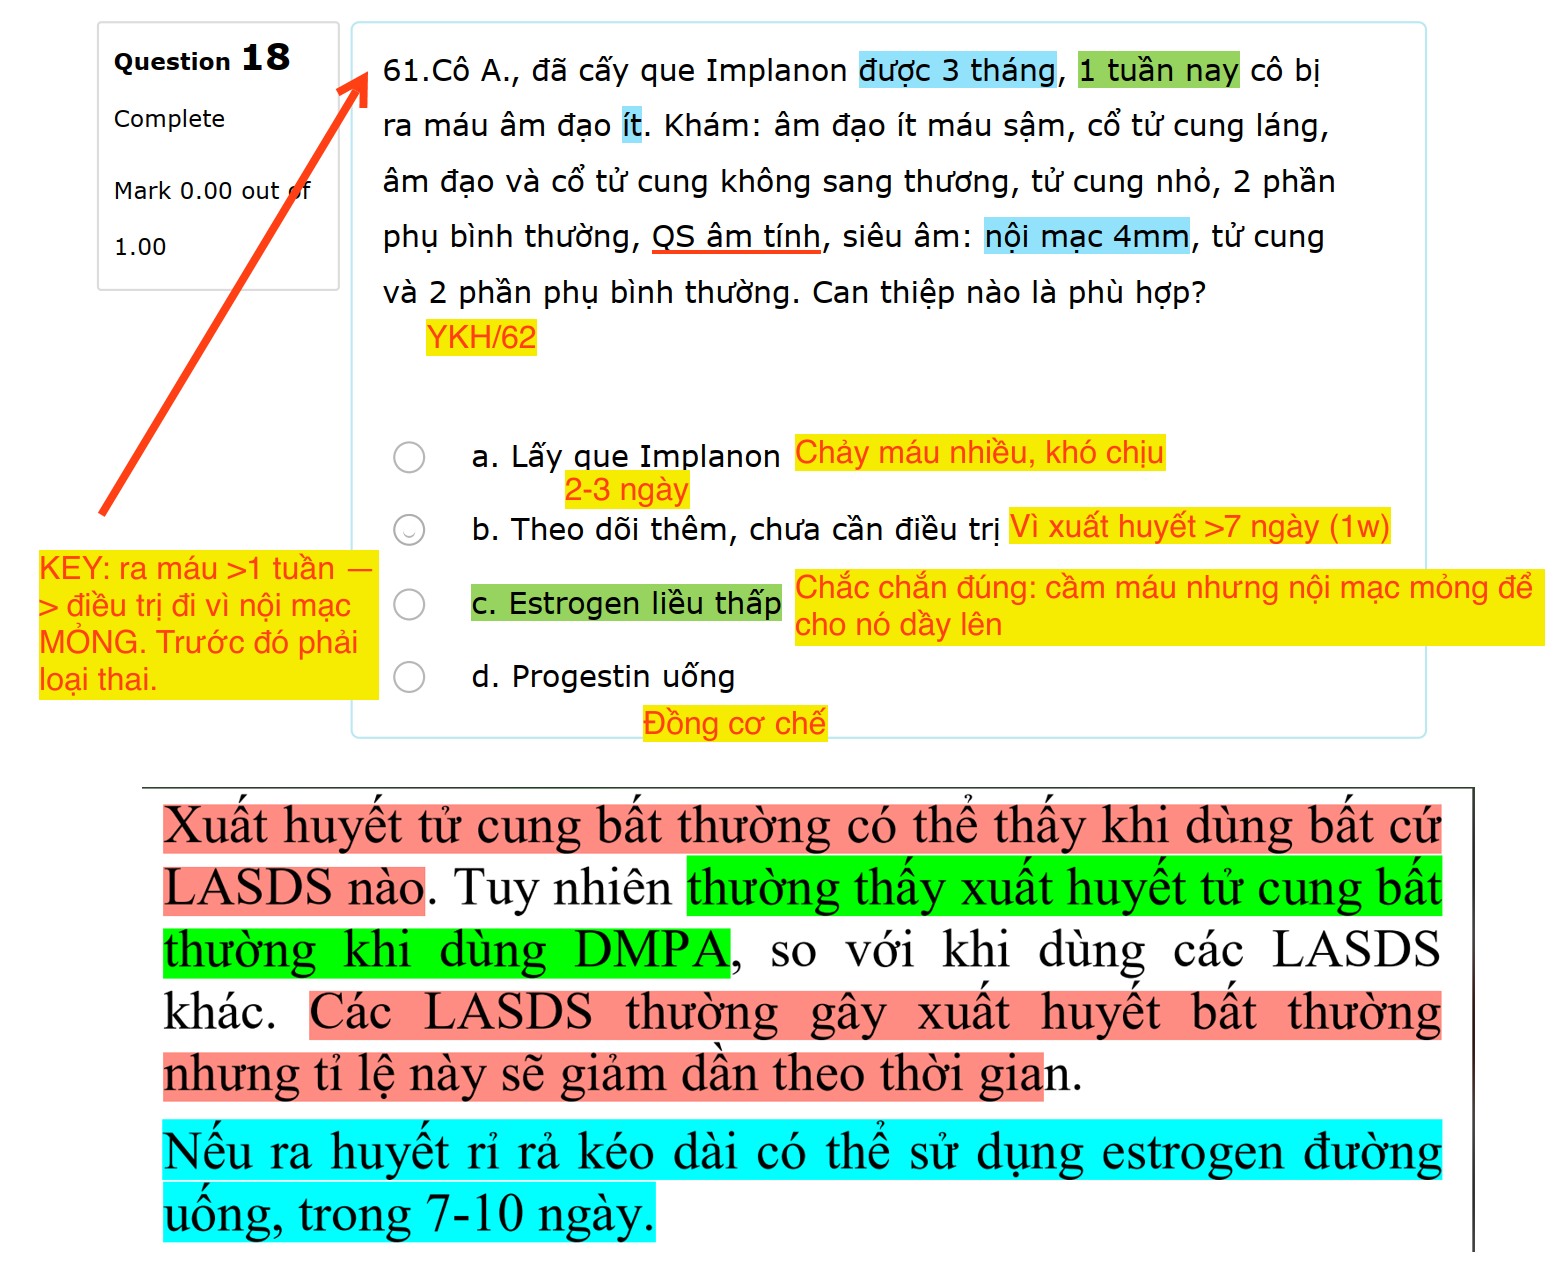 Question 18
Complete
Mark 0.00 out of
1.00
61.Cô A., đã cấy que Implanon được 3 tháng, 1 tuần nay cô bị
ra máu âm đạo ít. Khám: âm đạo ít máu sậm, cổ tử cung láng,
âm đạo và cổ tử cung không sang thương, tử cung nhỏ, 2 phần
phụ bình thường, QS âm tính, siêu âm: nội mạc 4mm, tử cung
và 2 phần phụ bình thường. Can thiệp nào là phù hợp?
YKH/62
a. Lấy que Implanon Chảy máu nhiều, khó chịu
2-3 ngày
b. Theo dõi thêm, chưa cần điều trị Vì xuất huyết >7 ngày (1w)
c. Estrogen liều thấp Chắc chắn đúng: cầm máu nhưng nội mạc mỏng để
cho nó dầy lên
d. Progestin uống
Đồng cơ chế
KEY: ra máu >1 tuần —
> điều trị đi vì nội mạc
MỎNG. Trước đó phải
loại thai.
Xuất huyết tử cung bất thường có thể thấy khi dùng bất cứ
LASDS nào. Tuy nhiên thường thấy xuất huyết tử cung bất
thường khi dùng DMPA, so với khi dùng các LASDS
khác. Các LASDS thường gây xuất huyết bất thường
nhưng tỉ lệ này sẽ giảm dần theo thời gian.
Nếu ra huyết rỉ rả kéo dài có thể sử dụng estrogen đường
uống, trong 7-10 ngày.